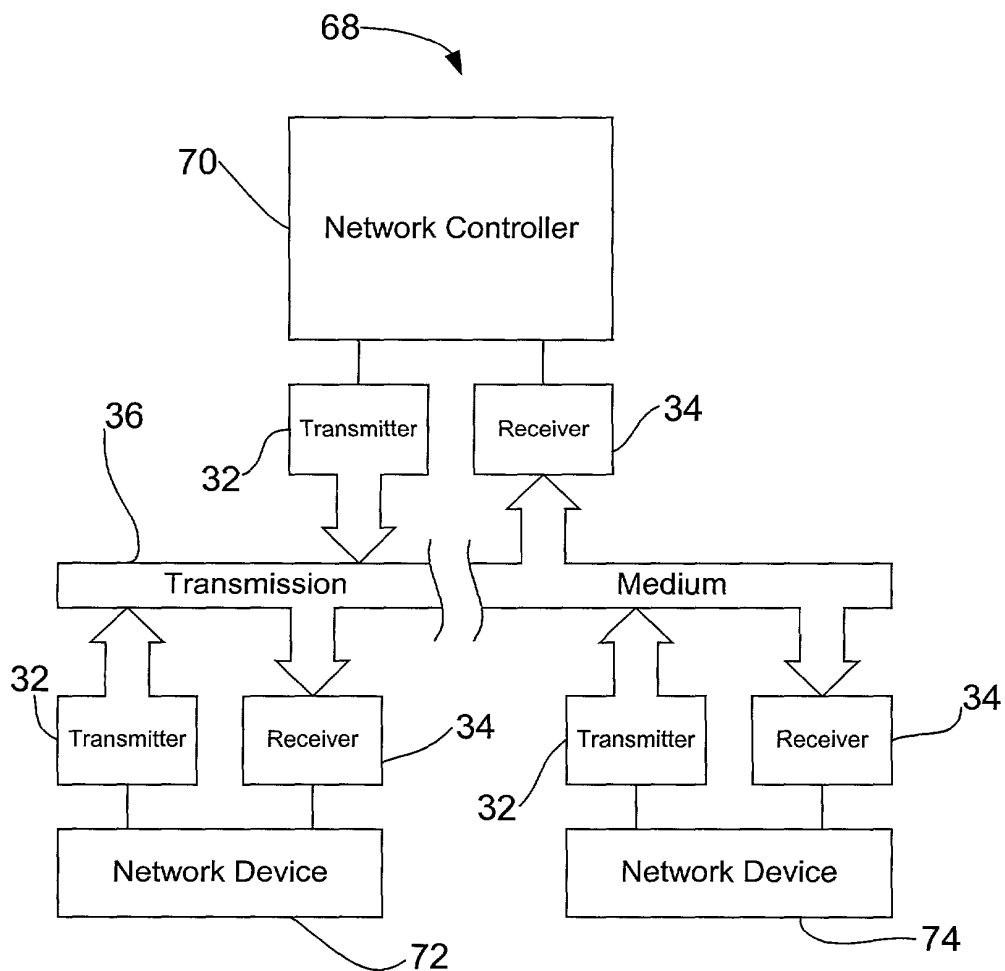 68
70
Network Controller
36
Transmitter
Receiver
34
32
Transmission Medium
32
Transmitter
Receiver
34
32
Transmitter
Receiver
34
Network Device
Network Device
72
74